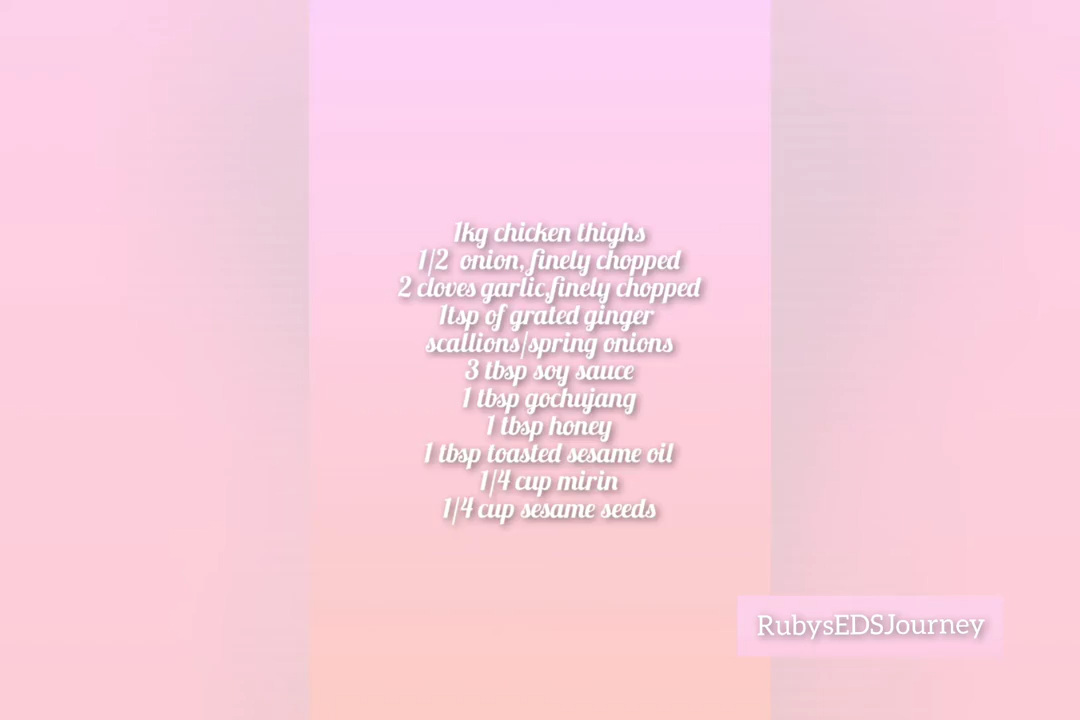 1kg chicken thighs
1/2 onion, finely chopped
2 cloves garlic,finely chopped
1tsp of grated ginger
scallions/spring onions
3 tbsp soy sauce
1 tbsp gochujang
1 tbsp honey
1 tbsp toasted sesame oil
1/4 cup mirin
1/4 cup sesame seeds
RubysEDSJourney